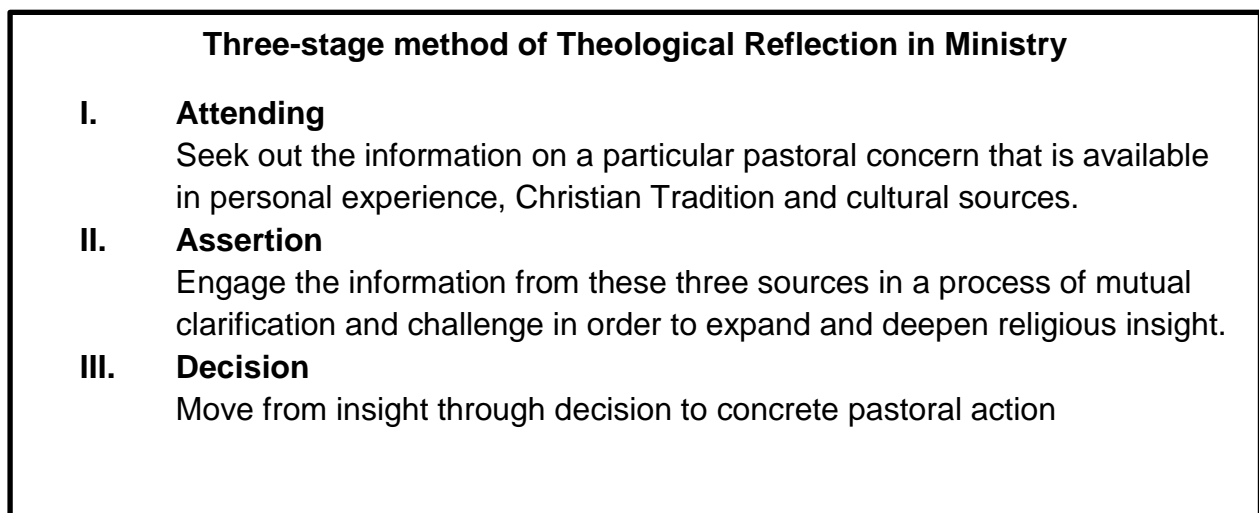 Three-stage method of Theological Reflection in Ministry
I. Attending
Seek out the information on a particular pastoral concern that is available
in personal experience, Christian Tradition and cultural sources.
II. Assertion
Engage the information from these three sources in a process of mutual
clarification and challenge in order to expand and deepen religious insight.
III. Decision
Move from insight through decision to concrete pastoral action